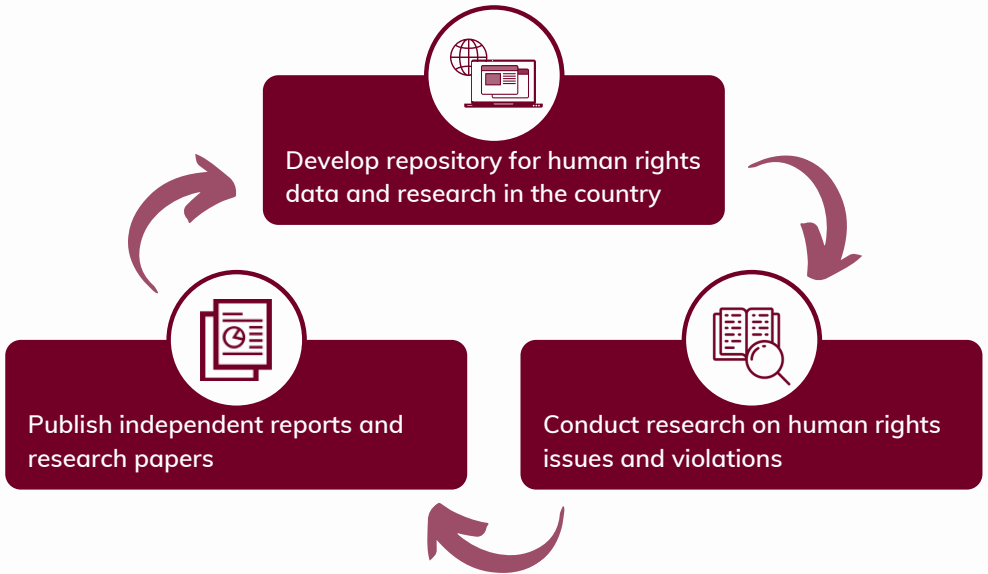 Develop repository for human rights
data and research in the country
Publish independent reports and
research papers
Conduct research on human rights
issues and violations